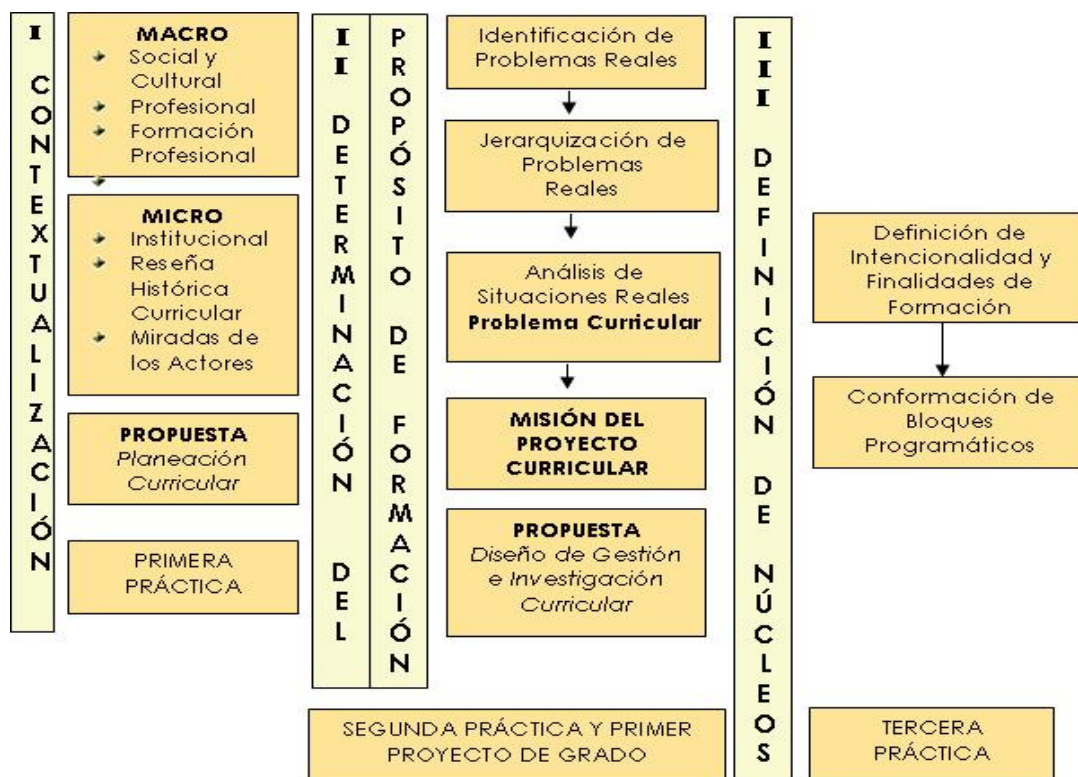 I CONTEXTUALIZACIÓN
MACRO
Social y
Cultural
Profesional
Formación
Profesional
MICRO
Institucional
Reseña
Histórica
Curricular
Miradas de
los Actores
PROPUESTA
Planeación
Curricular
PRIMERA
PRÁCTICA
II DETERMINACIÓN DEL
PROPÓSITO DE FORMACIÓN
Identificación de
Problemas Reales
Jerarquización de
Problemas
Reales
Análisis de
Situaciones Reales
Problema Curricular
MISIÓN DEL
PROYECTO
CURRICULAR
PROPUESTA
Diseño de Gestión
e Investigación
Curricular
SEGUNDA PRÁCTICA Y PRIMER
PROYECTO DE GRADO
III DEFINICIÓN DE NÚCLEOS
Definición de
Intencionalidad y
Finalidades de
Formación
Conformación de
Bloques
Programáticos
TERCERA
PRÁCTICA